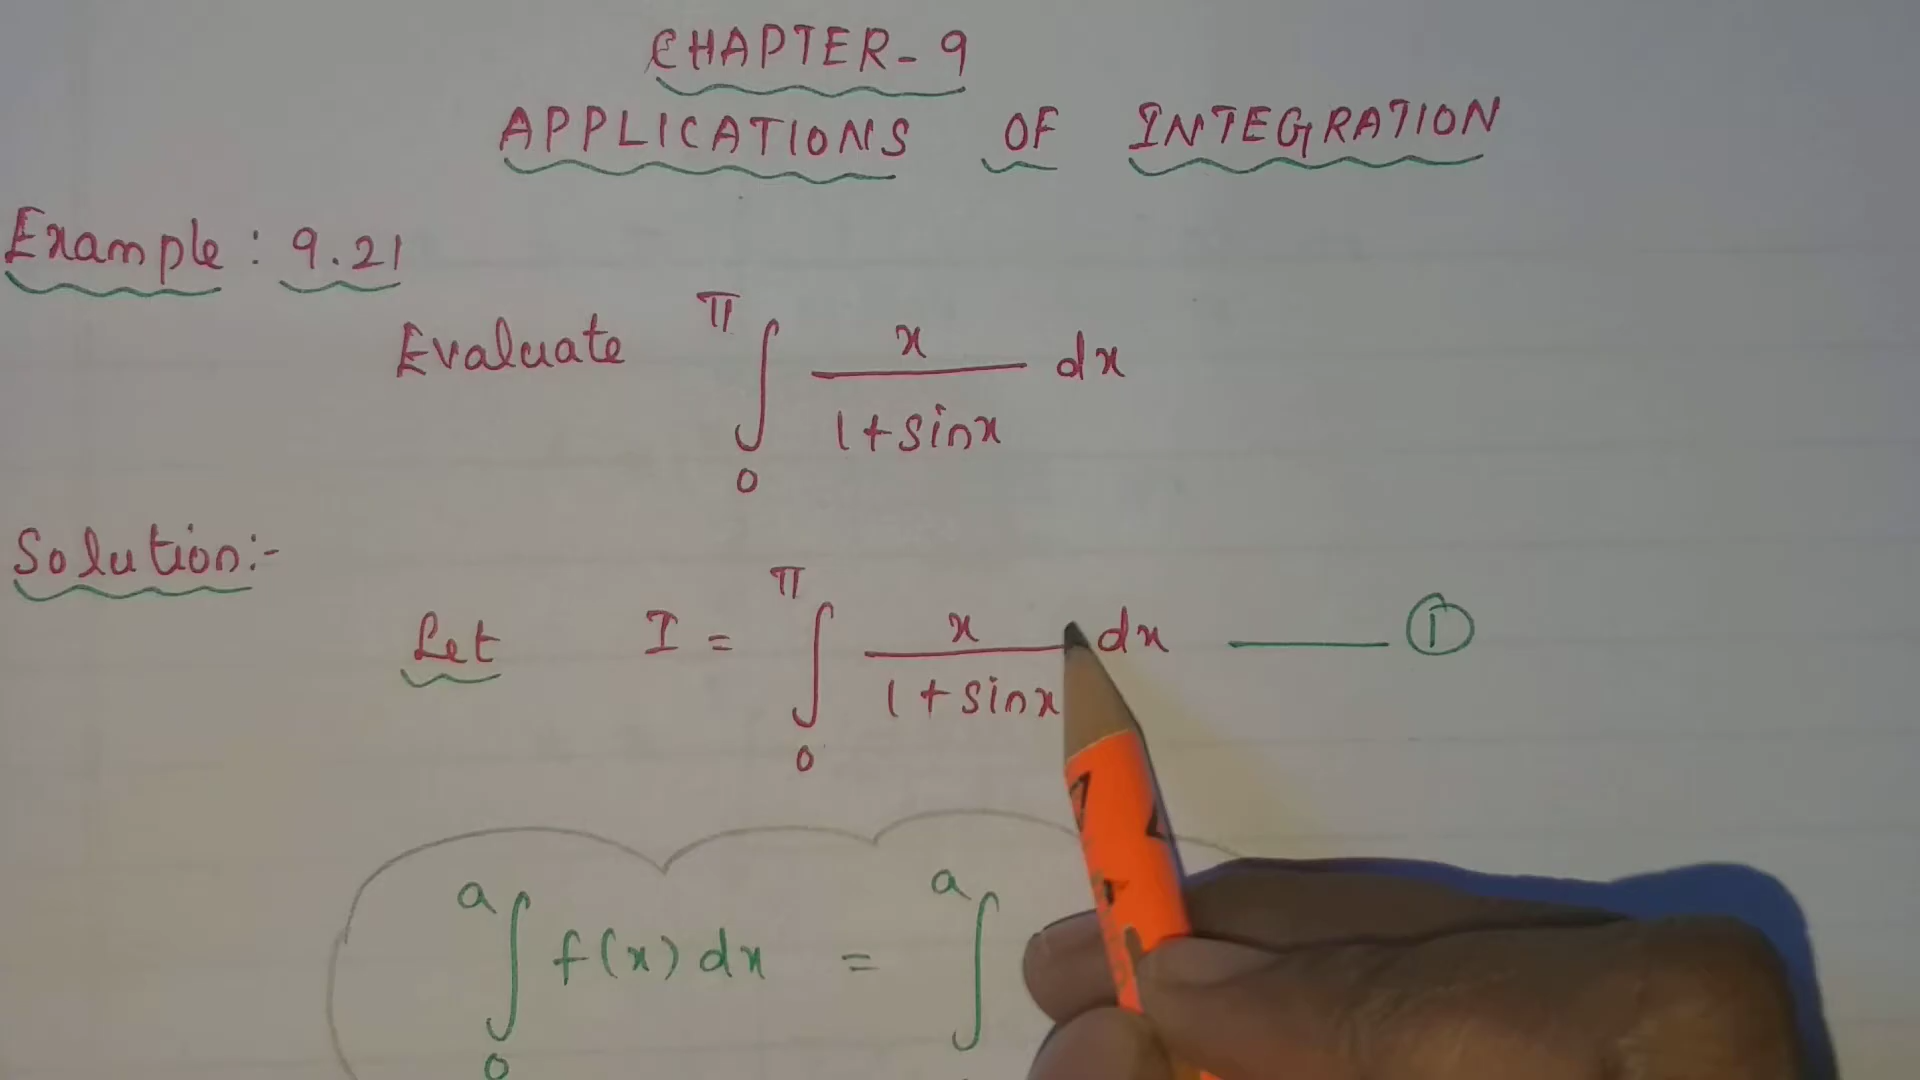 CHAPTER-9
APPLICATIONS OF INTEGRATION
Example: 9.21
Evaluate ∫₀^π x/(1+sinx) dx
Solution:-
Let I = ∫₀^π x/(1+sinx) dx —— ①
∫₀^a f(x) dx = ∫^a